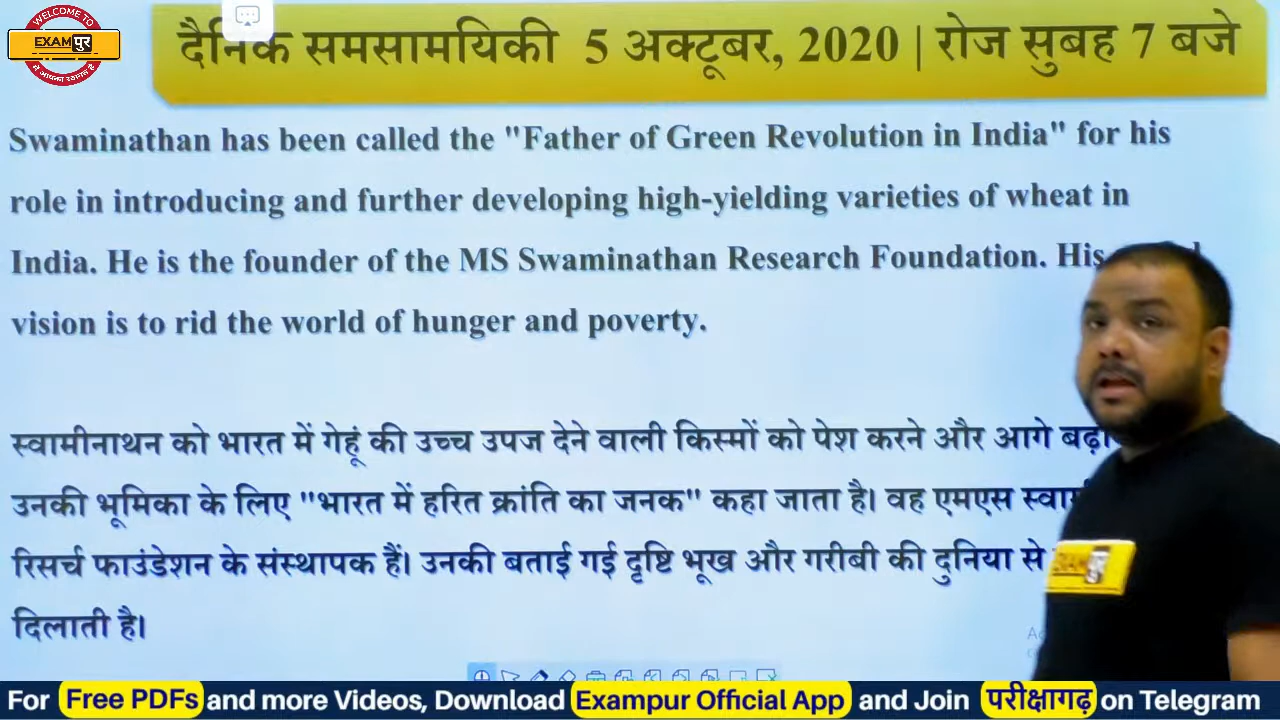 WELCOME TO
EXAMपुर
में आपका स्वागत है
दैनिक समसामयिकी 5 अक्टूबर, 2020 | रोज सुबह 7 बजे
Swaminathan has been called the "Father of Green Revolution in India" for his
role in introducing and further developing high-yielding varieties of wheat in
India. He is the founder of the MS Swaminathan Research Foundation. His
vision is to rid the world of hunger and poverty.
स्वामीनाथन को भारत में गेहूं की उच्च उपज देने वाली किस्मों को पेश करने और आगे
उनकी भूमिका के लिए "भारत में हरित क्रांति का जनक" कहा जाता है। वह एमएस
रिसर्च फाउंडेशन के संस्थापक हैं। उनकी बताई गई दृष्टि भूख और गरीबी की दुनिया से
दिलाती है।
EXAMपुर
For Free PDFs and more Videos, Download Exampur Official App and Join परीक्षागढ़ on Telegram